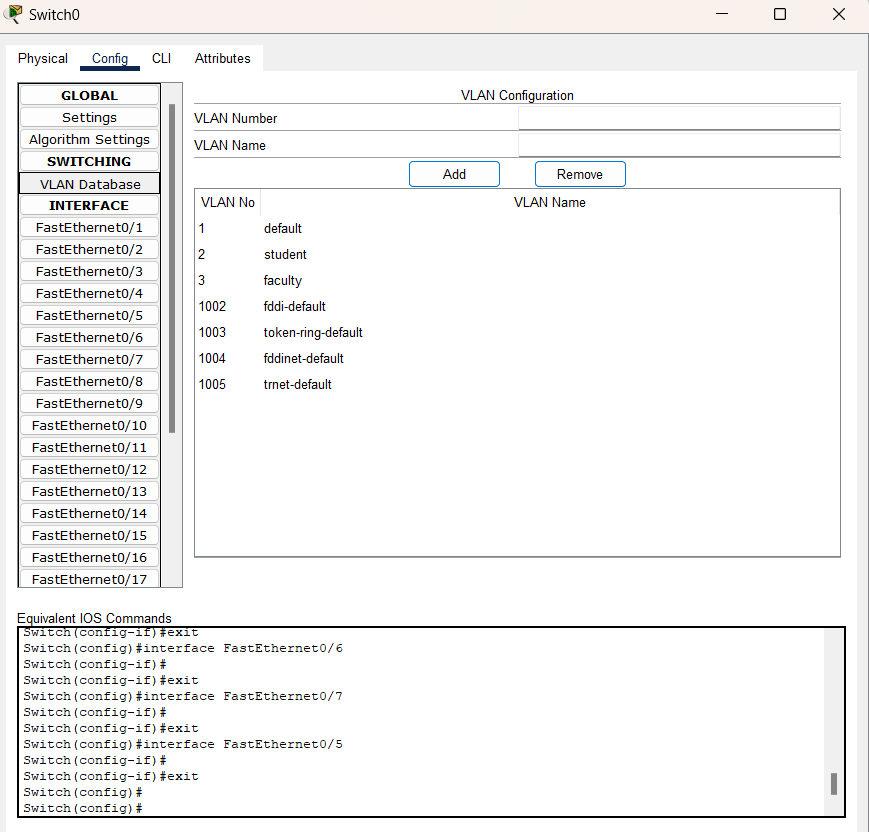 Switch0
Physical Config CLI Attributes
GLOBAL
Settings
Algorithm Settings
SWITCHING
VLAN Database
INTERFACE
FastEthernet0/1
FastEthernet0/2
FastEthernet0/3
FastEthernet0/4
FastEthernet0/5
FastEthernet0/6
FastEthernet0/7
FastEthernet0/8
FastEthernet0/9
FastEthernet0/10
FastEthernet0/11
FastEthernet0/12
FastEthernet0/13
FastEthernet0/14
FastEthernet0/15
FastEthernet0/16
FastEthernet0/17
VLAN Configuration
VLAN Number
VLAN Name
Add Remove
VLAN No VLAN Name
1 default
2 student
3 faculty
1002 fddi-default
1003 token-ring-default
1004 fddinet-default
1005 trnet-default
Equivalent IOS Commands
Switch(config-if)#exit
Switch(config)#interface FastEthernet0/6
Switch(config-if)#
Switch(config-if)#exit
Switch(config)#interface FastEthernet0/7
Switch(config-if)#
Switch(config-if)#exit
Switch(config)#interface FastEthernet0/5
Switch(config-if)#
Switch(config-if)#exit
Switch(config)#
Switch(config)#